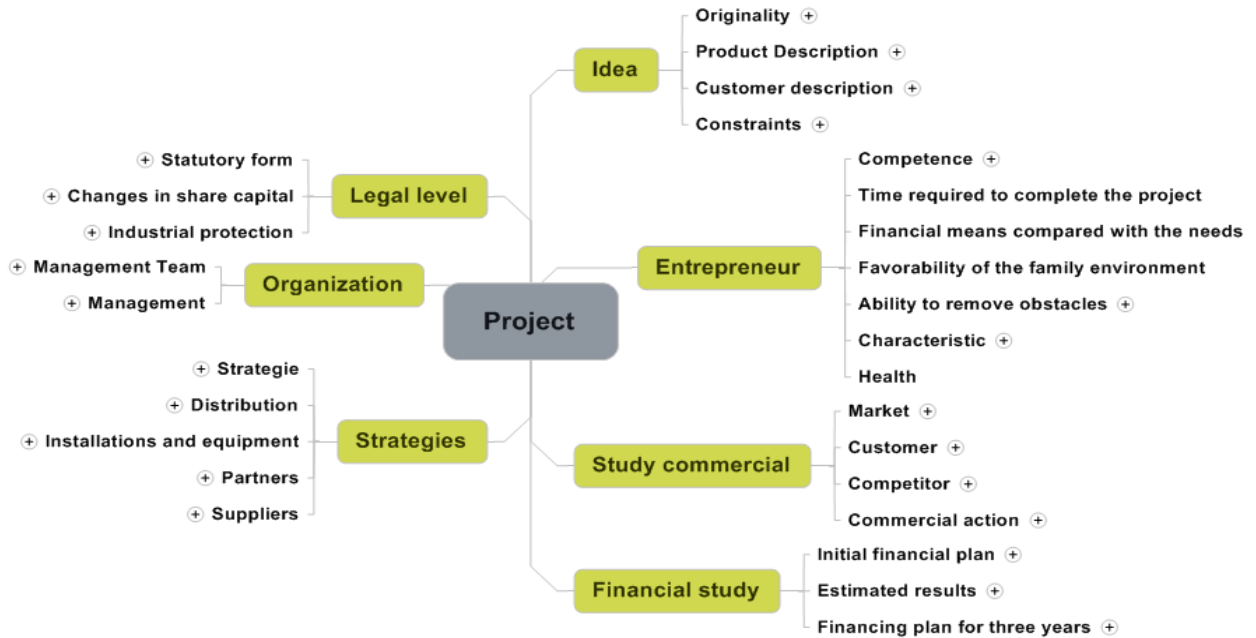 Project
Idea
Originality
Product Description
Customer description
Constraints
Entrepreneur
Competence
Time required to complete the project
Financial means compared with the needs
Favorability of the family environment
Ability to remove obstacles
Characteristic
Health
Study commercial
Market
Customer
Competitor
Commercial action
Financial study
Initial financial plan
Estimated results
Financing plan for three years
Legal level
Statutory form
Changes in share capital
Industrial protection
Organization
Management Team
Management
Strategies
Strategie
Distribution
Installations and equipment
Partners
Suppliers